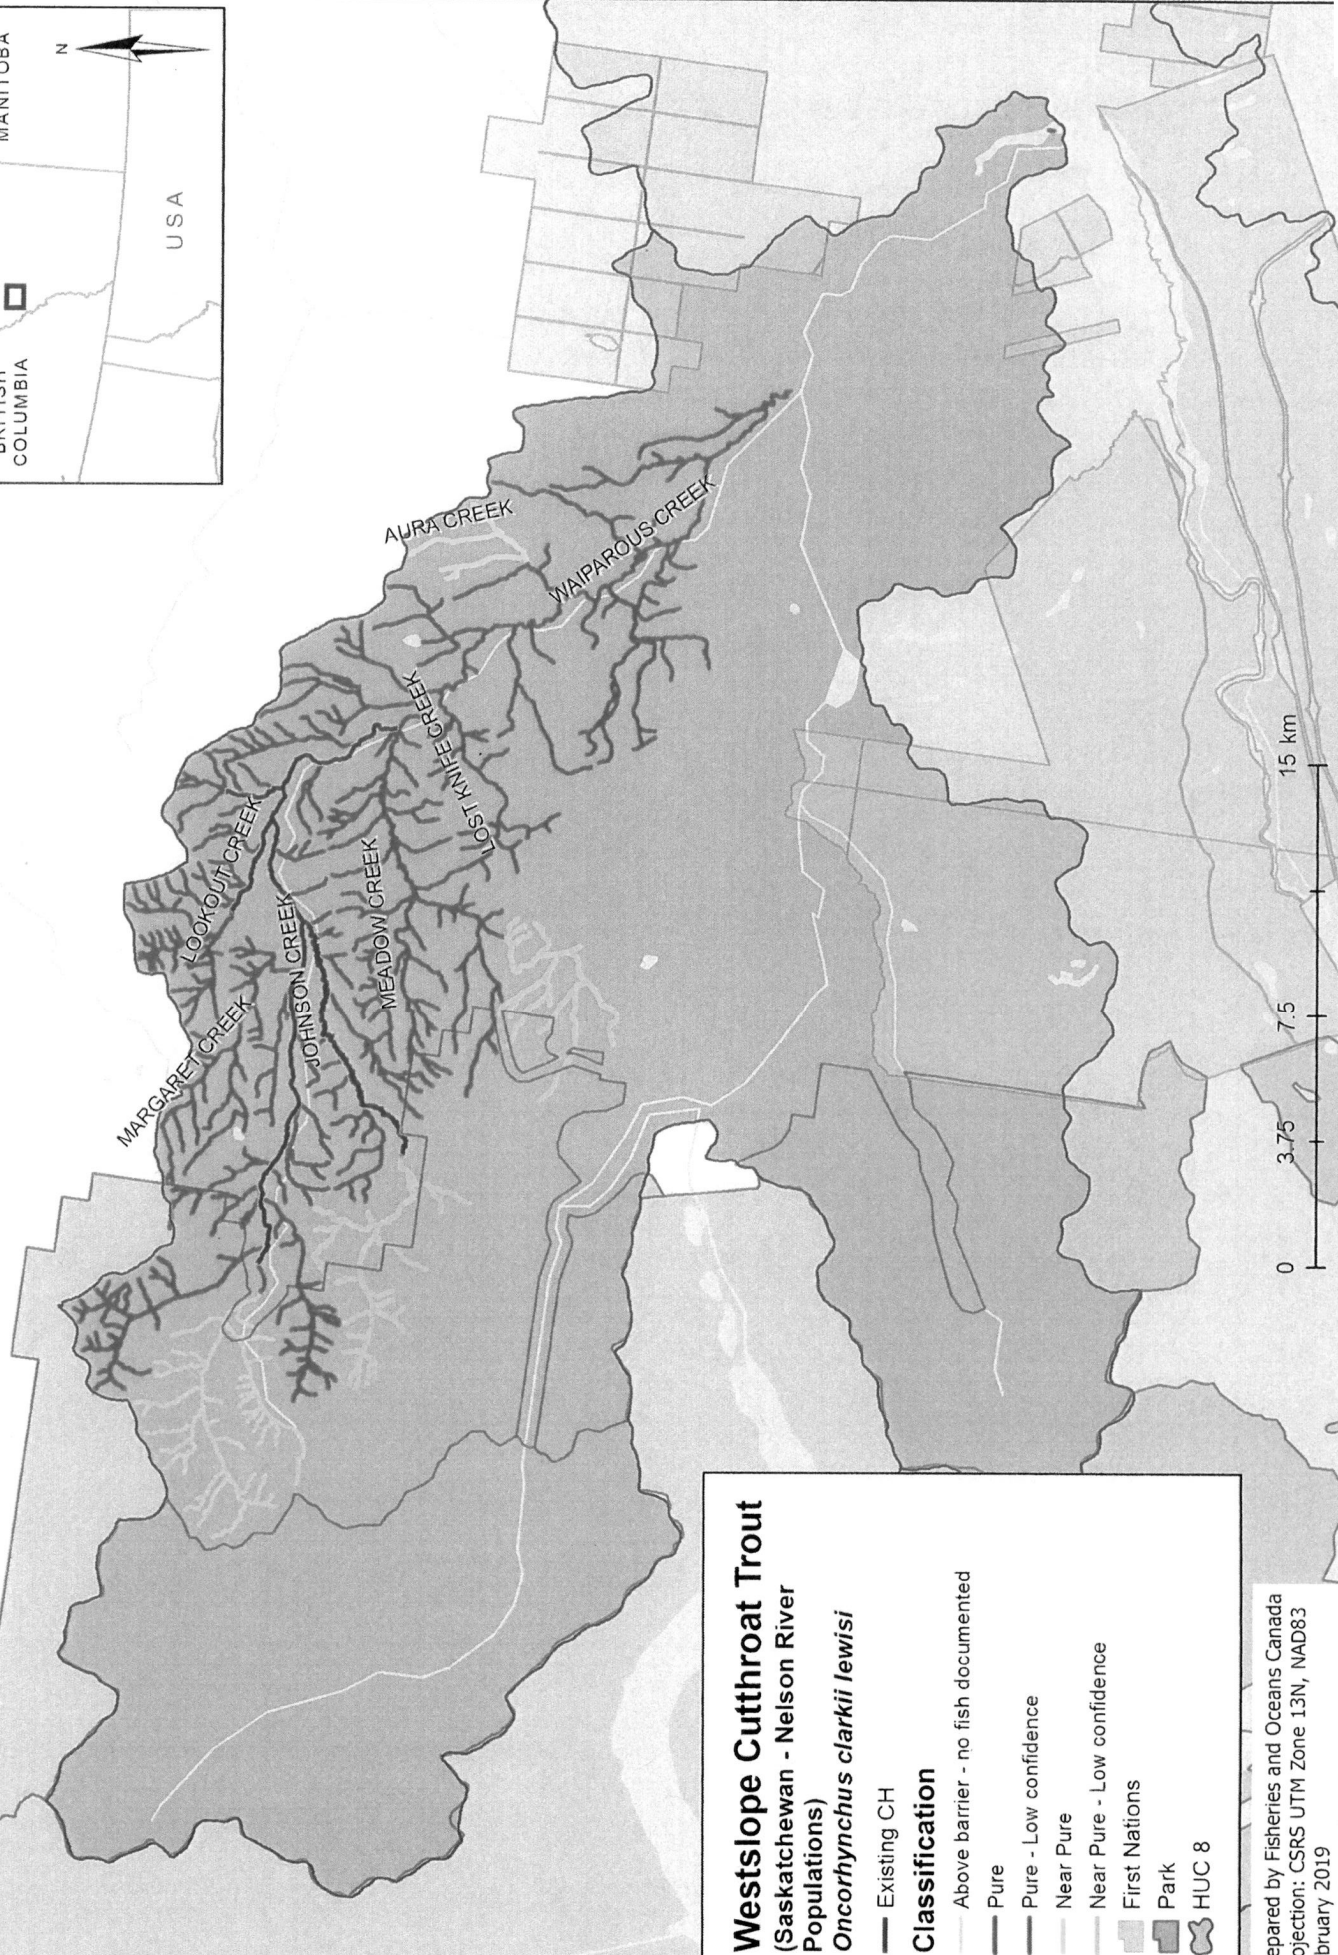 MANITOBA
COLUMBIA
N
USA
AURA CREEK
WAIPAROUS CREEK
LOST KNIFE CREEK
LOOKOUT CREEK
JOHNSON CREEK
MEADOW CREEK
MARGARET CREEK
Westslope Cutthroat Trout
(Saskatchewan - Nelson River
Populations)
Oncorhynchus clarkii lewisi
Existing CH
Classification
Above barrier - no fish documented
Pure
Pure - Low confidence
Near Pure
Near Pure - Low confidence
First Nations
Park
HUC 8
0 3.75 7.5 15 km
epared by Fisheries and Oceans Canada
ojection: CSRS UTM Zone 13N, NAD83
bruary 2019